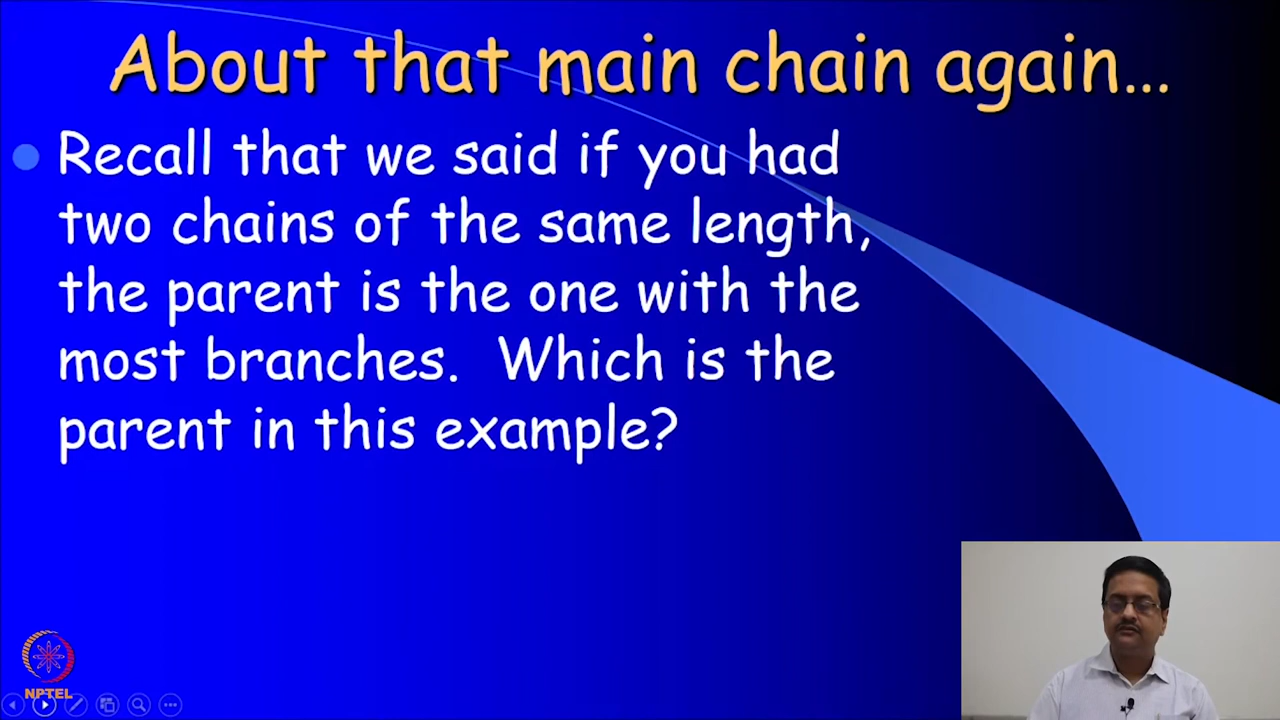 About that main chain again...
Recall that we said if you had
two chains of the same length,
the parent is the one with the
most branches. Which is the
parent in this example?
NPTEL